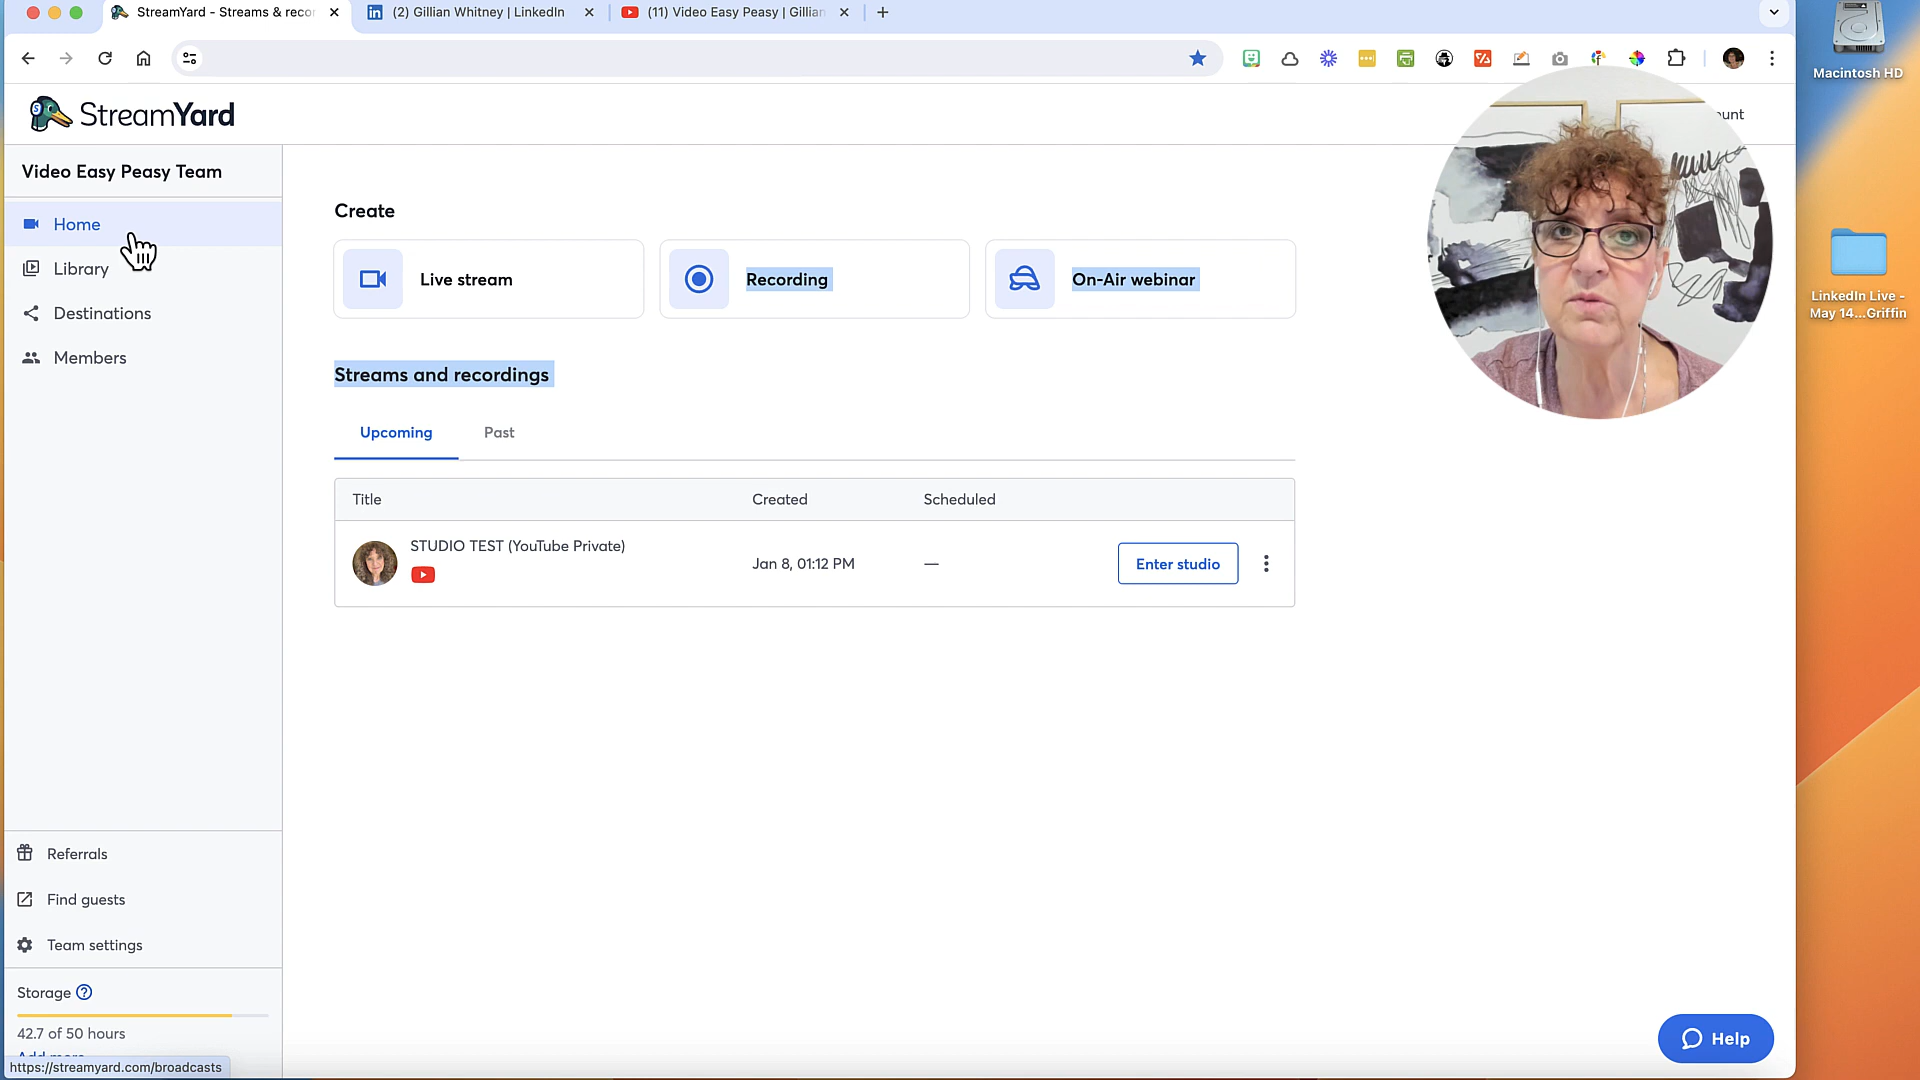 StreamYard - Streams & recor
(2) Gillian Whitney | LinkedIn
(11) Video Easy Peasy | Gillian
Macintosh HD
StreamYard
unt
Video Easy Peasy Team
Home
Library
Destinations
Members
Create
Live stream
Recording
On-Air webinar
Streams and recordings
Upcoming
Past
Title
Created
Scheduled
STUDIO TEST (YouTube Private)
Jan 8, 01:12 PM
—
Enter studio
LinkedIn Live -
May 14...Griffin
Referrals
Find guests
Team settings
Storage
42.7 of 50 hours
Add more
https://streamyard.com/broadcasts
Help